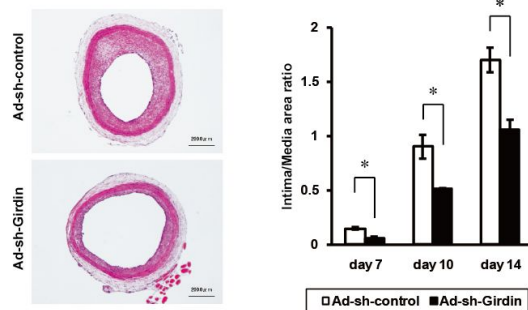 Ad-sh-control
Ad-sh-Girdin
Intima/Media area ratio
2
1.5
1
0.5
0
*
*
*
day 7
day 10
day 14
Ad-sh-control
Ad-sh-Girdin